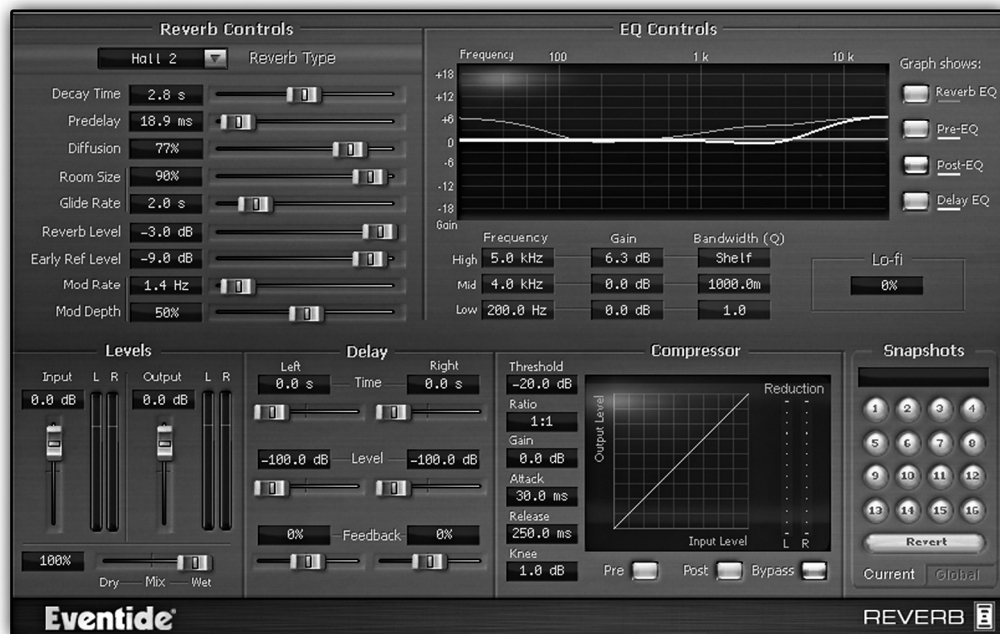 Reverb Controls
Hall 2 Reverb Type
Decay Time 2.8 s
Predelay 18.9 ms
Diffusion 77%
Room Size 90%
Glide Rate 2.0 s
Reverb Level -3.0 dB
Early Ref Level -9.0 dB
Mod Rate 1.4 Hz
Mod Depth 50%
EQ Controls
Frequency 100 1 k 10 k
+18
+12
+6
0
-6
-12
-18
Gain
Graph shows:
Reverb EQ
Pre-EQ
Post-EQ
Delay EQ
Frequency Gain Bandwidth (Q)
High 5.0 kHz 6.3 dB Shelf
Mid 4.0 kHz 0.0 dB 1000.0m
Low 200.0 Hz 0.0 dB 1.0
Lo-fi
0%
Levels
Input L R Output L R
0.0 dB 0.0 dB
100%
Dry Mix Wet
Delay
Left Right
0.0 s Time 0.0 s
-100.0 dB Level -100.0 dB
0% Feedback 0%
Compressor
Threshold
-20.0 dB
Ratio
1:1
Gain
0.0 dB
Attack
30.0 ms
Release
250.0 ms
Knee
1.0 dB
Output Level
Input Level
Reduction
L R
Pre Post Bypass
Snapshots
1 2 3 4
5 6 7 8
9 10 11 12
13 14 15 16
Revert
Current Global
Eventide
REVERB